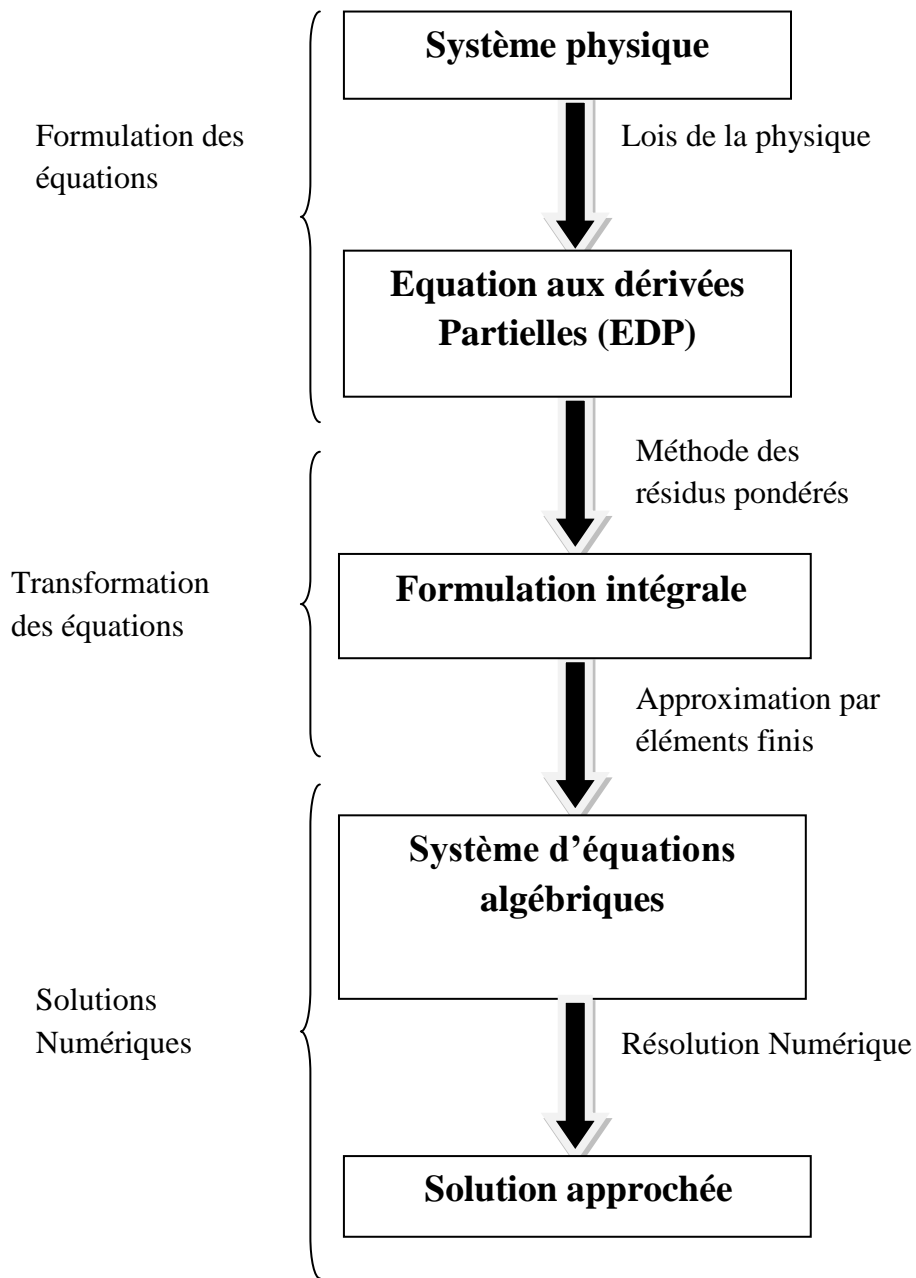 Système physique
Formulation des
équations
Lois de la physique
Equation aux dérivées
Partielles (EDP)
Méthode des
résidus pondérés
Transformation
des équations
Formulation intégrale
Approximation par
éléments finis
Système d’équations
algébriques
Solutions
Numériques
Résolution Numérique
Solution approchée